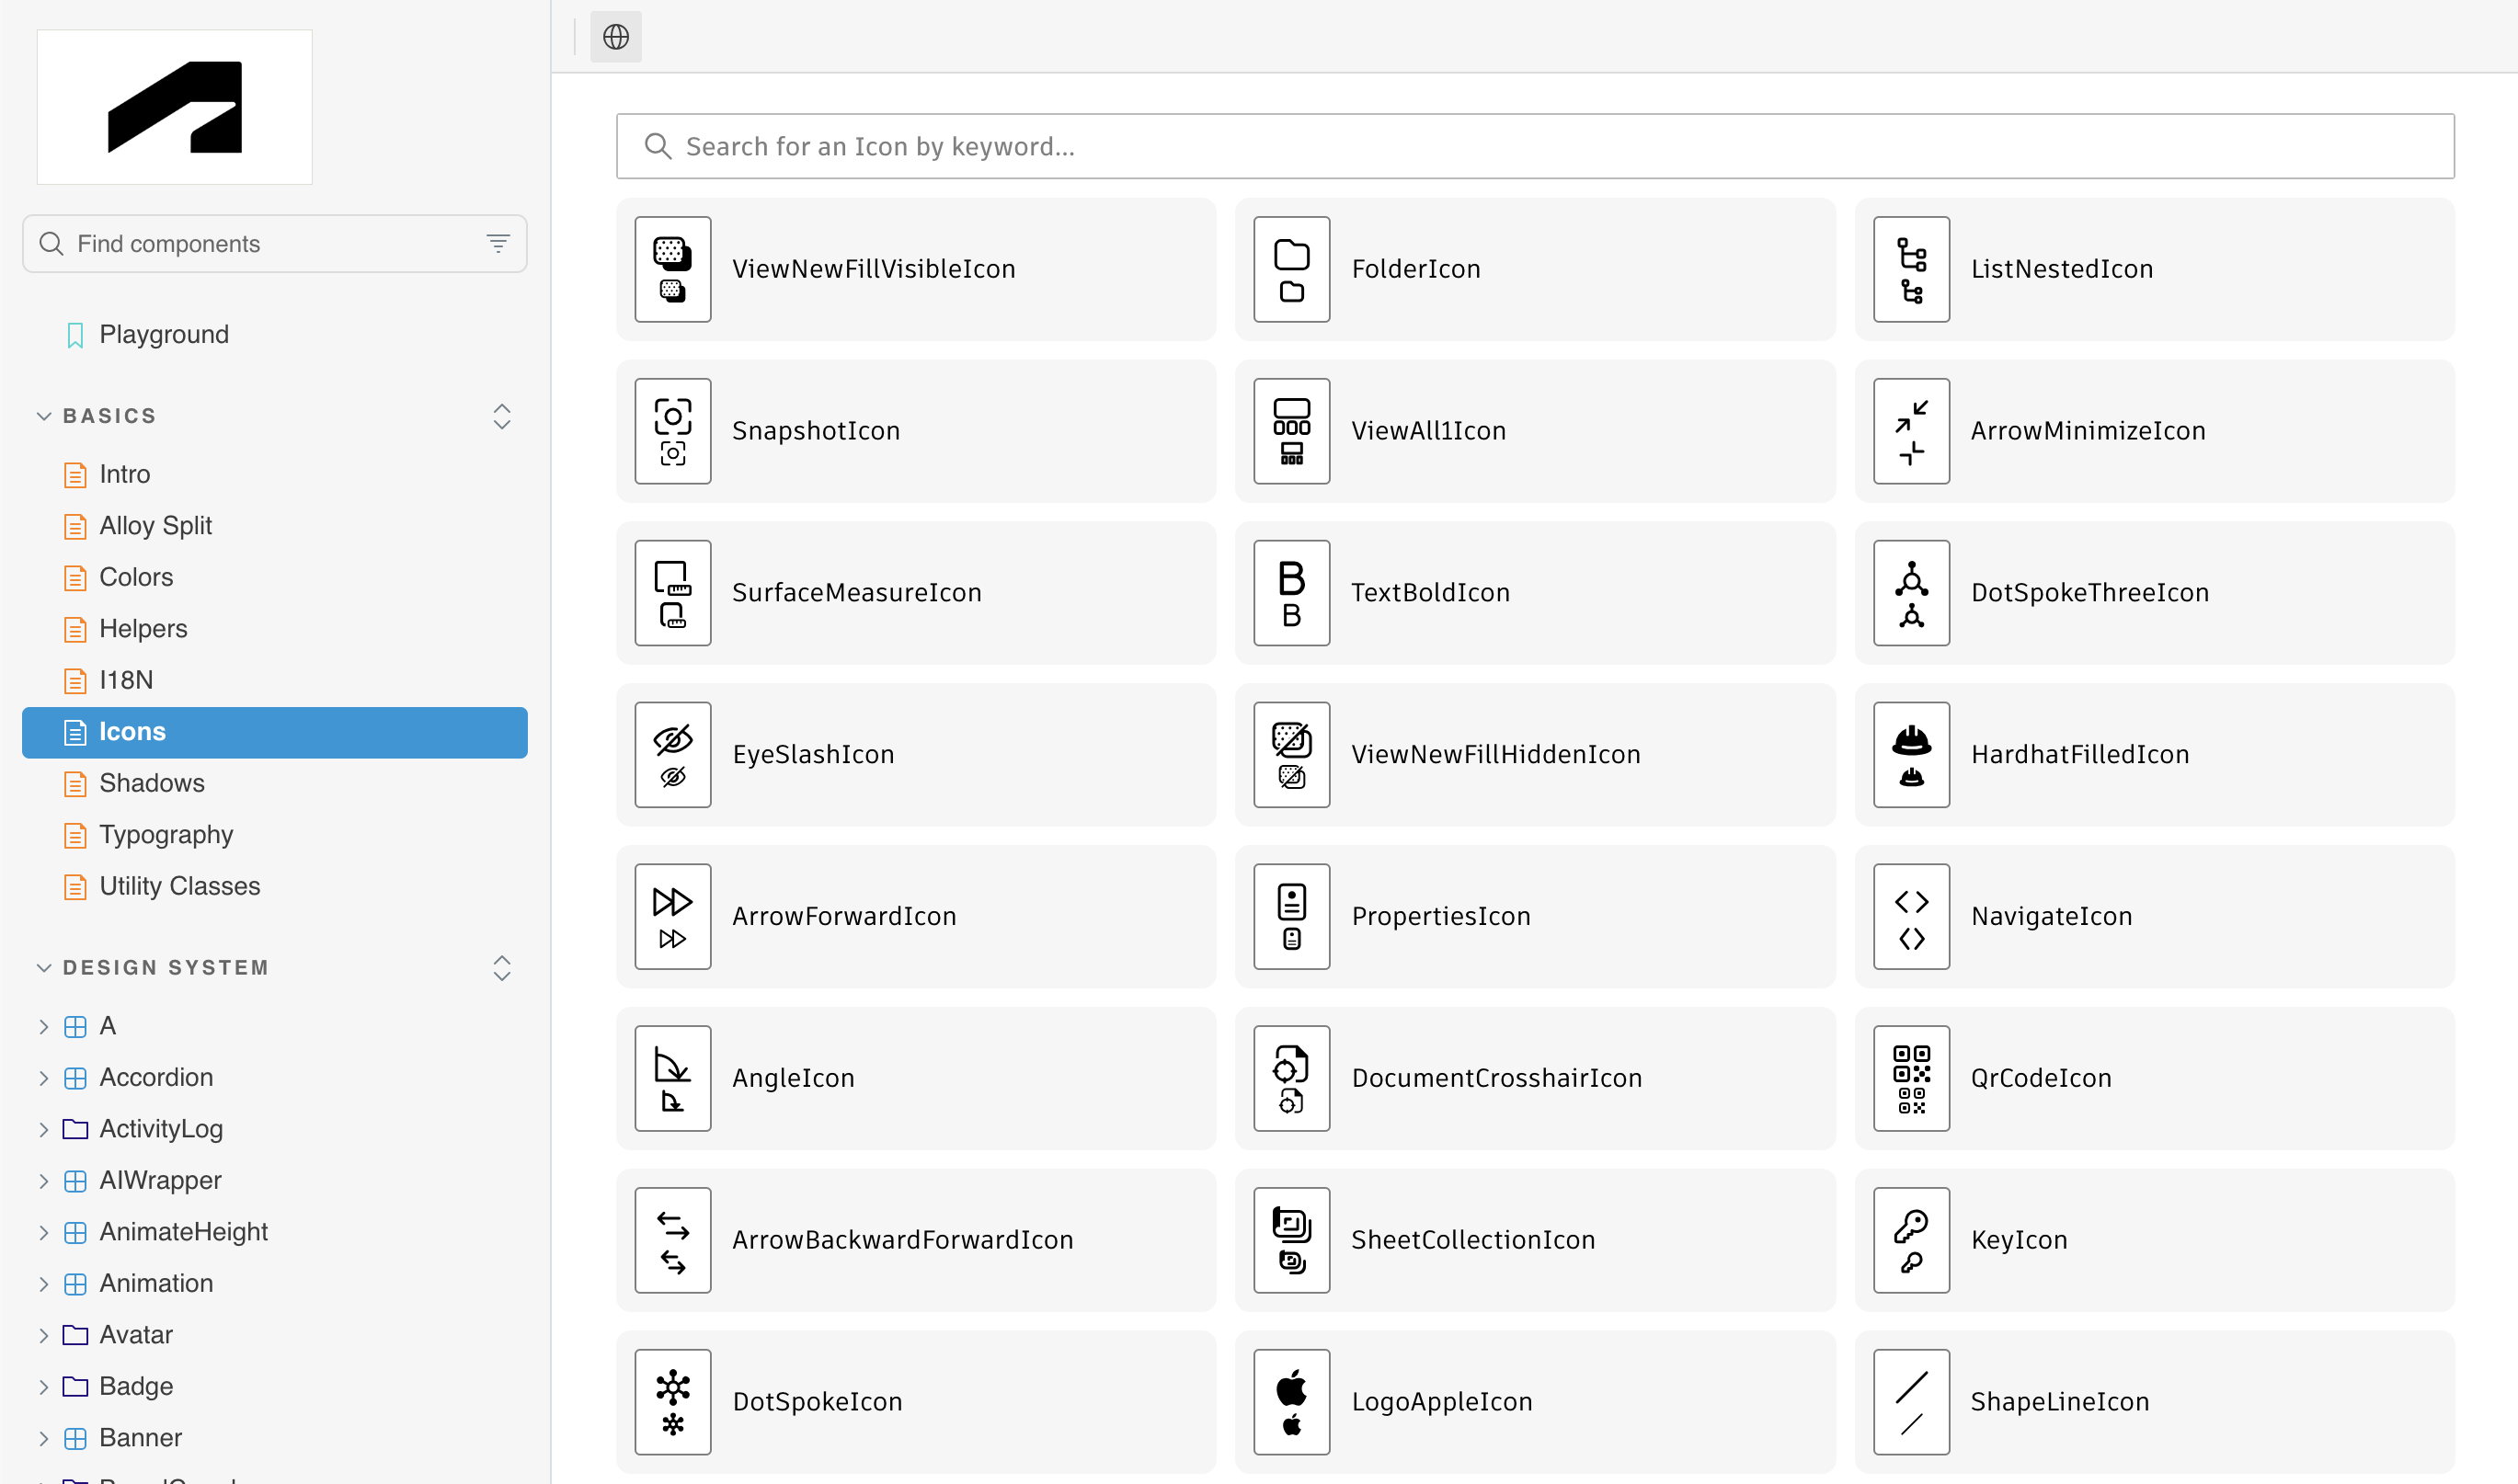 Find components
Playground
BASICS
Intro
Alloy Split
Colors
Helpers
I18N
Icons
Shadows
Typography
Utility Classes
DESIGN SYSTEM
A
Accordion
ActivityLog
AIWrapper
AnimateHeight
Animation
Avatar
Badge
Banner
Search for an Icon by keyword...
ViewNewFillVisibleIcon
FolderIcon
ListNestedIcon
SnapshotIcon
ViewAll1Icon
ArrowMinimizeIcon
SurfaceMeasureIcon
TextBoldIcon
DotSpokeThreeIcon
EyeSlashIcon
ViewNewFillHiddenIcon
HardhatFilledIcon
ArrowForwardIcon
PropertiesIcon
NavigateIcon
AngleIcon
DocumentCrosshairIcon
QrCodeIcon
ArrowBackwardForwardIcon
SheetCollectionIcon
KeyIcon
DotSpokeIcon
LogoAppleIcon
ShapeLineIcon